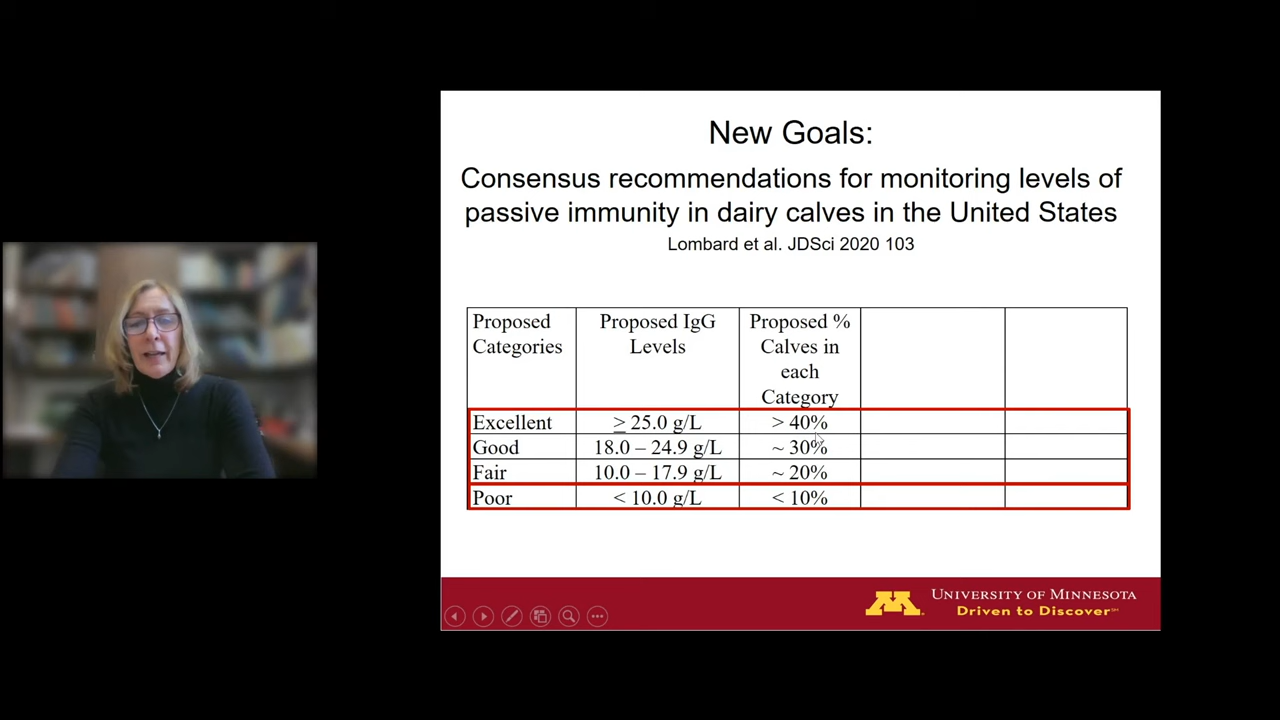 New Goals:
Consensus recommendations for monitoring levels of
passive immunity in dairy calves in the United States
Lombard et al. JDSci 2020 103
Proposed Categories | Proposed IgG Levels | Proposed % Calves in each Category
Excellent | ≥ 25.0 g/L | > 40%
Good | 18.0 – 24.9 g/L | ~ 30%
Fair | 10.0 – 17.9 g/L | ~ 20%
Poor | < 10.0 g/L | < 10%
UNIVERSITY OF MINNESOTA
Driven to Discover℠